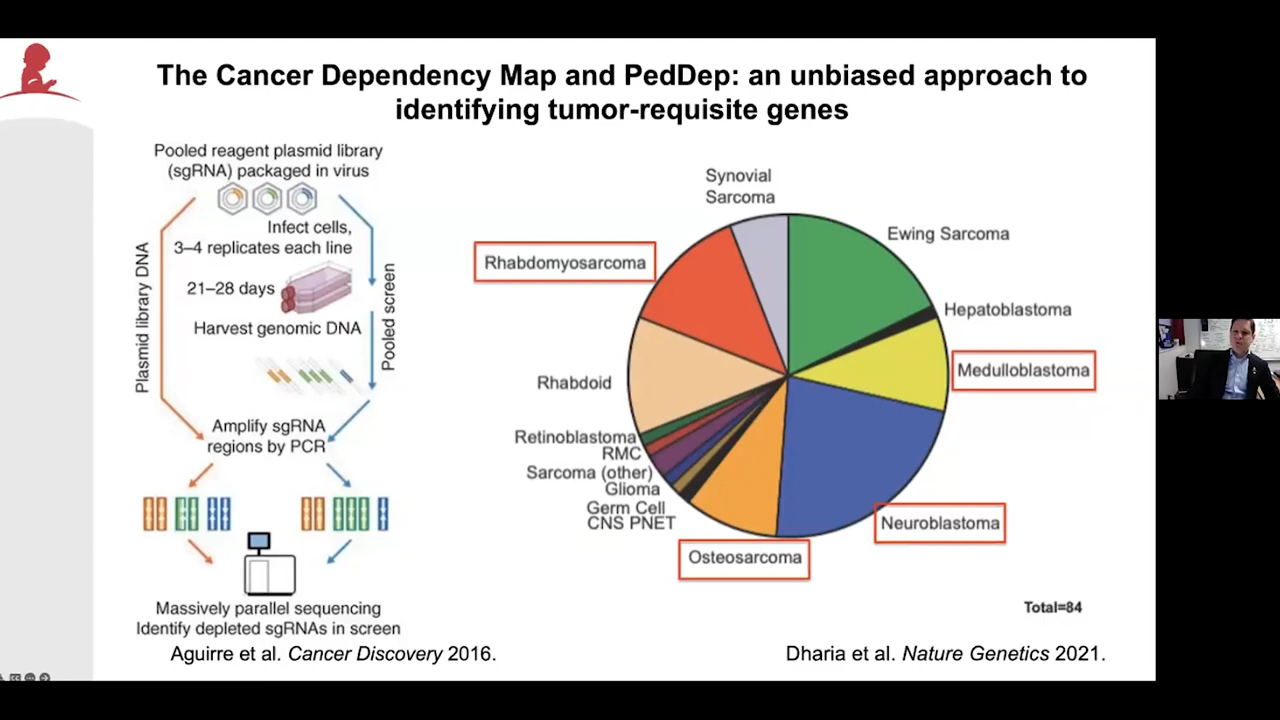 The Cancer Dependency Map and PedDep: an unbiased approach to
identifying tumor-requisite genes
Pooled reagent plasmid library
(sgRNA) packaged in virus
Infect cells,
3–4 replicates each line
21–28 days
Harvest genomic DNA
Plasmid library DNA
Pooled screen
Amplify sgRNA
regions by PCR
Massively parallel sequencing
Identify depleted sgRNAs in screen
Aguirre et al. Cancer Discovery 2016.
Synovial
Sarcoma
Ewing Sarcoma
Rhabdomyosarcoma
Hepatoblastoma
Medulloblastoma
Rhabdoid
Retinoblastoma
RMC
Sarcoma (other)
Glioma
Germ Cell
CNS PNET
Neuroblastoma
Osteosarcoma
Total=84
Dharia et al. Nature Genetics 2021.